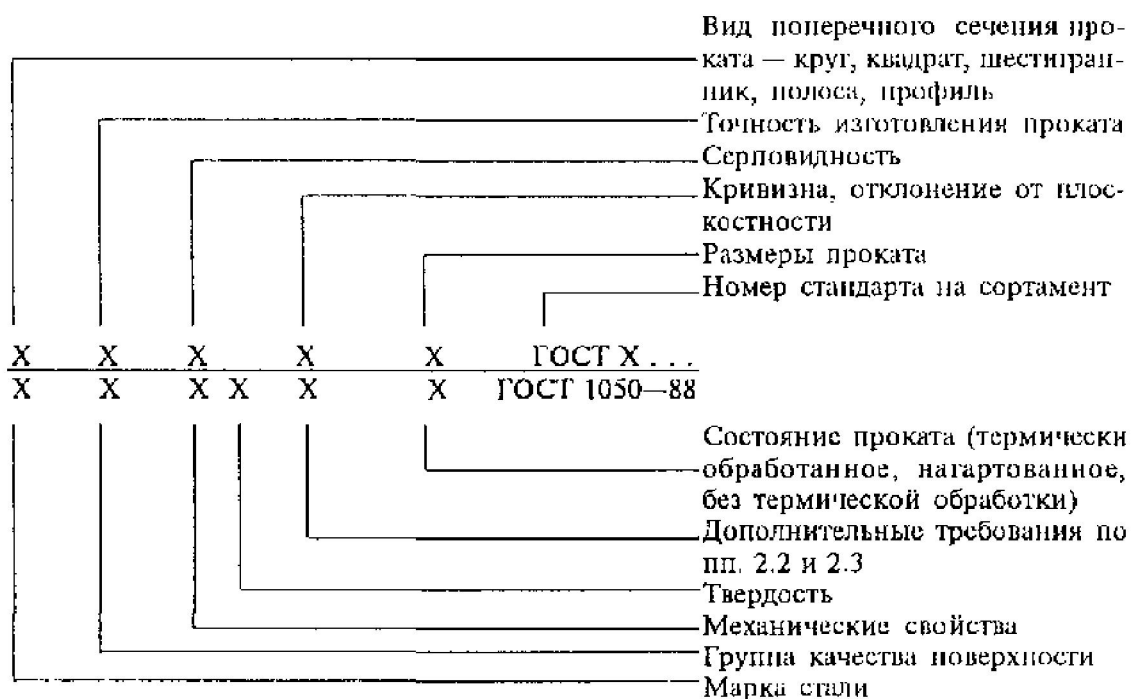 Вид поперечного сечения про-
ката — круг, квадрат, шестигран-
ник, полоса, профиль
Точность изготовления проката
Серповидность
Кривизна, отклонение от плос-
костности
Размеры проката
Номер стандарта на сортамент
Х Х Х Х Х ГОСТ Х . . .
Х Х Х Х Х Х ГОСТ 1050—88
Состояние проката (термически
обработанное, нагартованное,
без термической обработки)
Дополнительные требования по
пп. 2.2 и 2.3
Твердость
Механические свойства
Группа качества поверхности
Марка стали